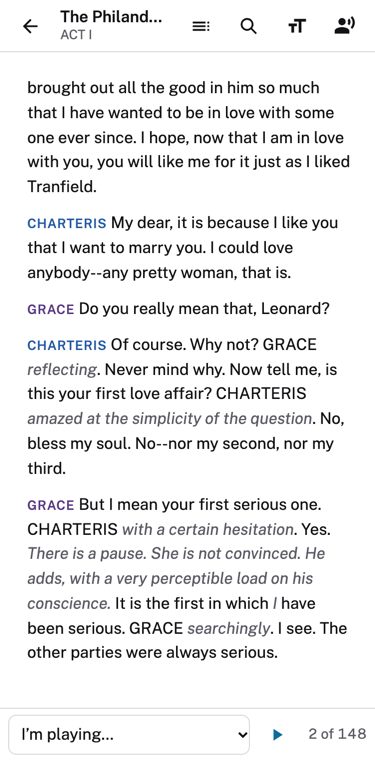 The Philand...
ACT I
brought out all the good in him so much
that I have wanted to be in love with some
one ever since. I hope, now that I am in love
with you, you will like me for it just as I liked
Tranfield.
CHARTERIS My dear, it is because I like you
that I want to marry you. I could love
anybody--any pretty woman, that is.
GRACE Do you really mean that, Leonard?
CHARTERIS Of course. Why not? GRACE
reflecting. Never mind why. Now tell me, is
this your first love affair? CHARTERIS
amazed at the simplicity of the question. No,
bless my soul. No--nor my second, nor my
third.
GRACE But I mean your first serious one.
CHARTERIS with a certain hesitation. Yes.
There is a pause. She is not convinced. He
adds, with a very perceptible load on his
conscience. It is the first in which I have
been serious. GRACE searchingly. I see. The
other parties were always serious.
I'm playing...
2 of 148